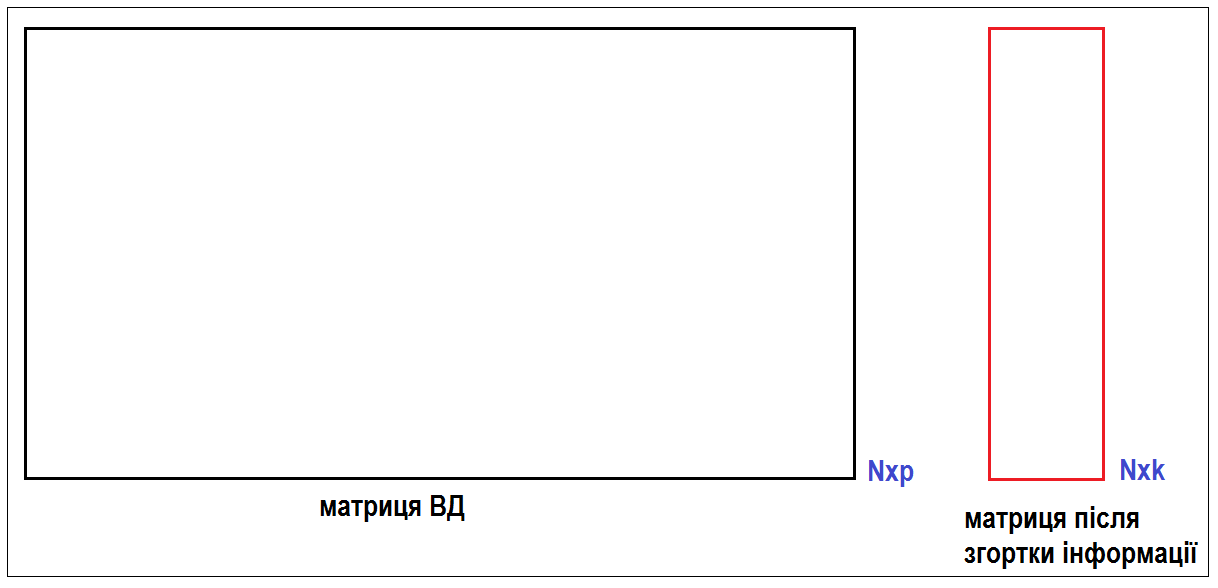 Nxp
Nxk
матриця ВД
матриця після
згортки інформації